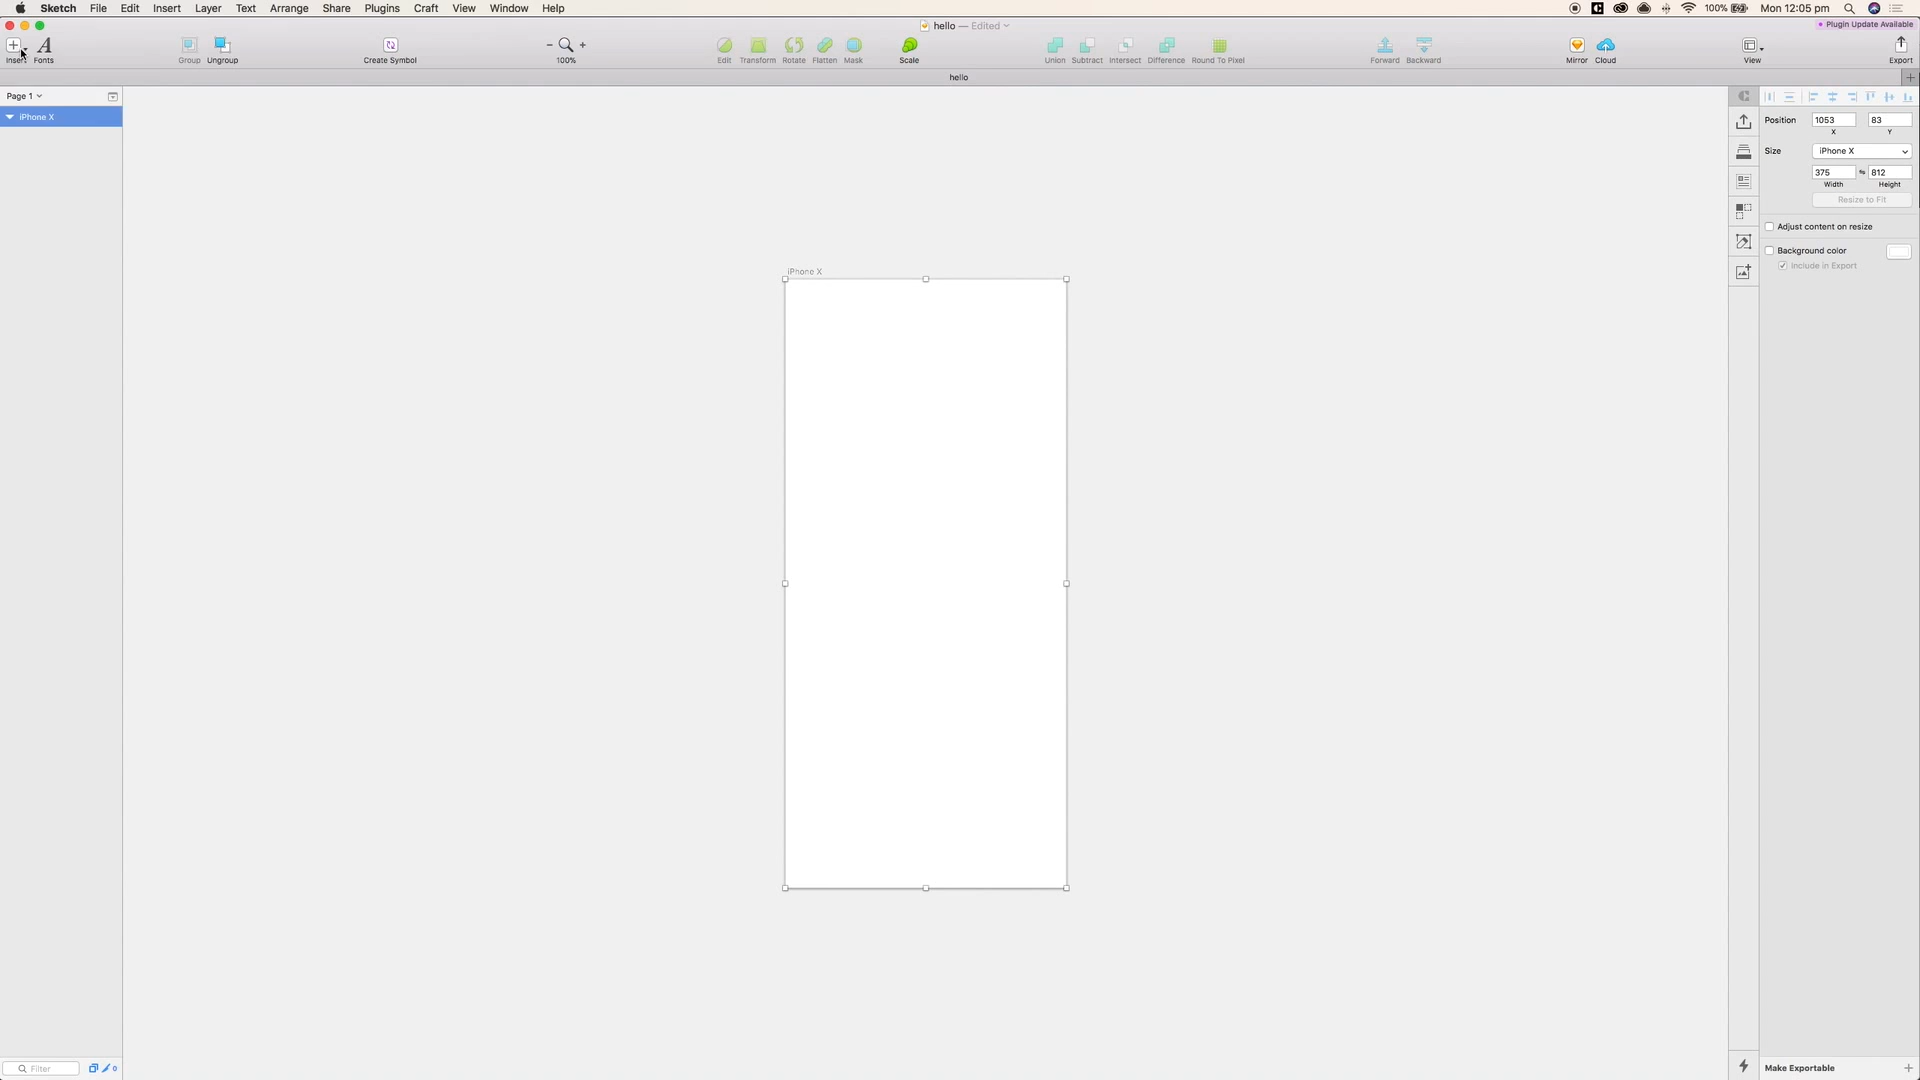 Sketch File Edit Insert Layer Text Arrange Share Plugins Craft View Window Help 100% Mon 12:05 pm
hello — Edited
Plugin Update Available
Insert Fonts Group Ungroup Create Symbol 100% Edit Transform Rotate Flatten Mask Scale Union Subtract Intersect Difference Round To Pixel Forward Backward Mirror Cloud View Export
hello
Page 1
iPhone X
Position 1053 83
X Y
Size iPhone X
375 812
Width Height
Resize to Fit
Adjust content on resize
Background color
Include in Export
iPhone X
Filter 0
Make Exportable